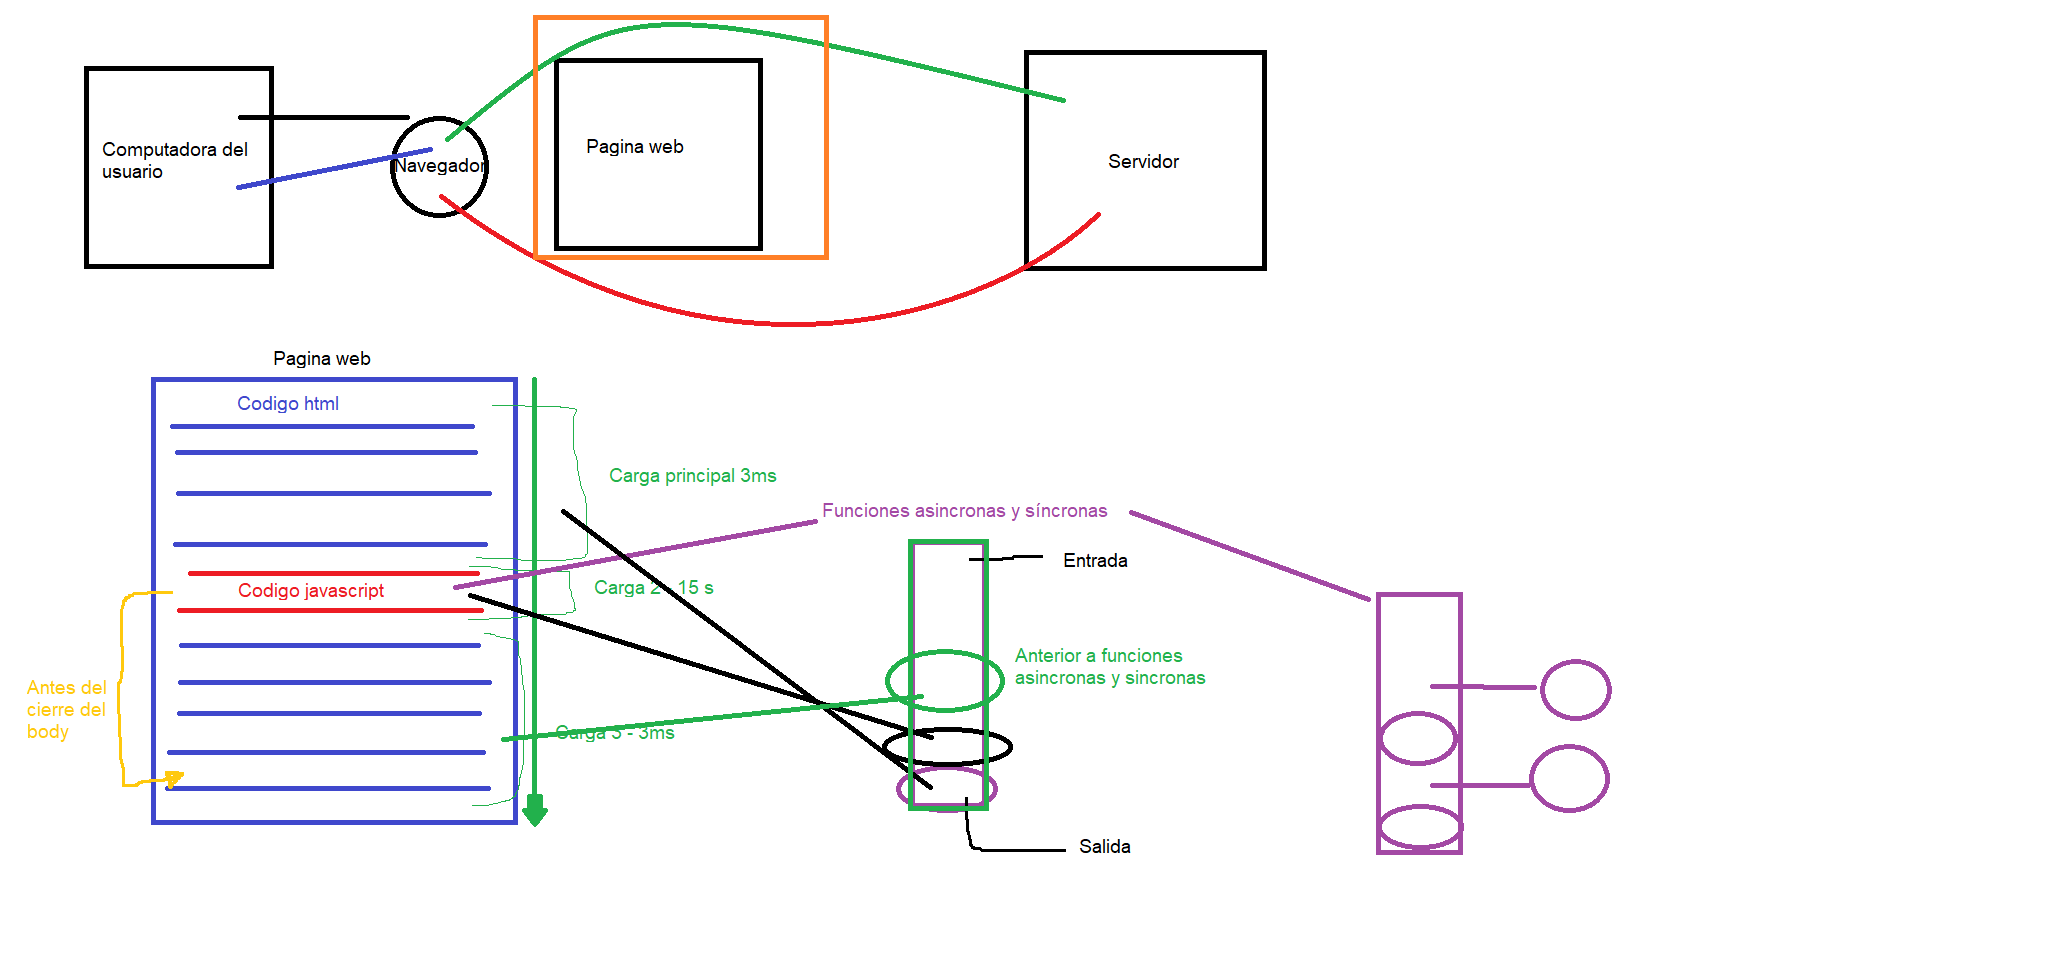 Computadora del
usuario
Navegador
Pagina web
Servidor
Pagina web
Codigo html
Carga principal 3ms
Funciones asincronas y síncronas
Entrada
Codigo javascript
Carga 2 - 15 s
Anterior a funciones
asincronas y sincronas
Antes del
cierre del
body
Carga 3 - 3ms
Salida